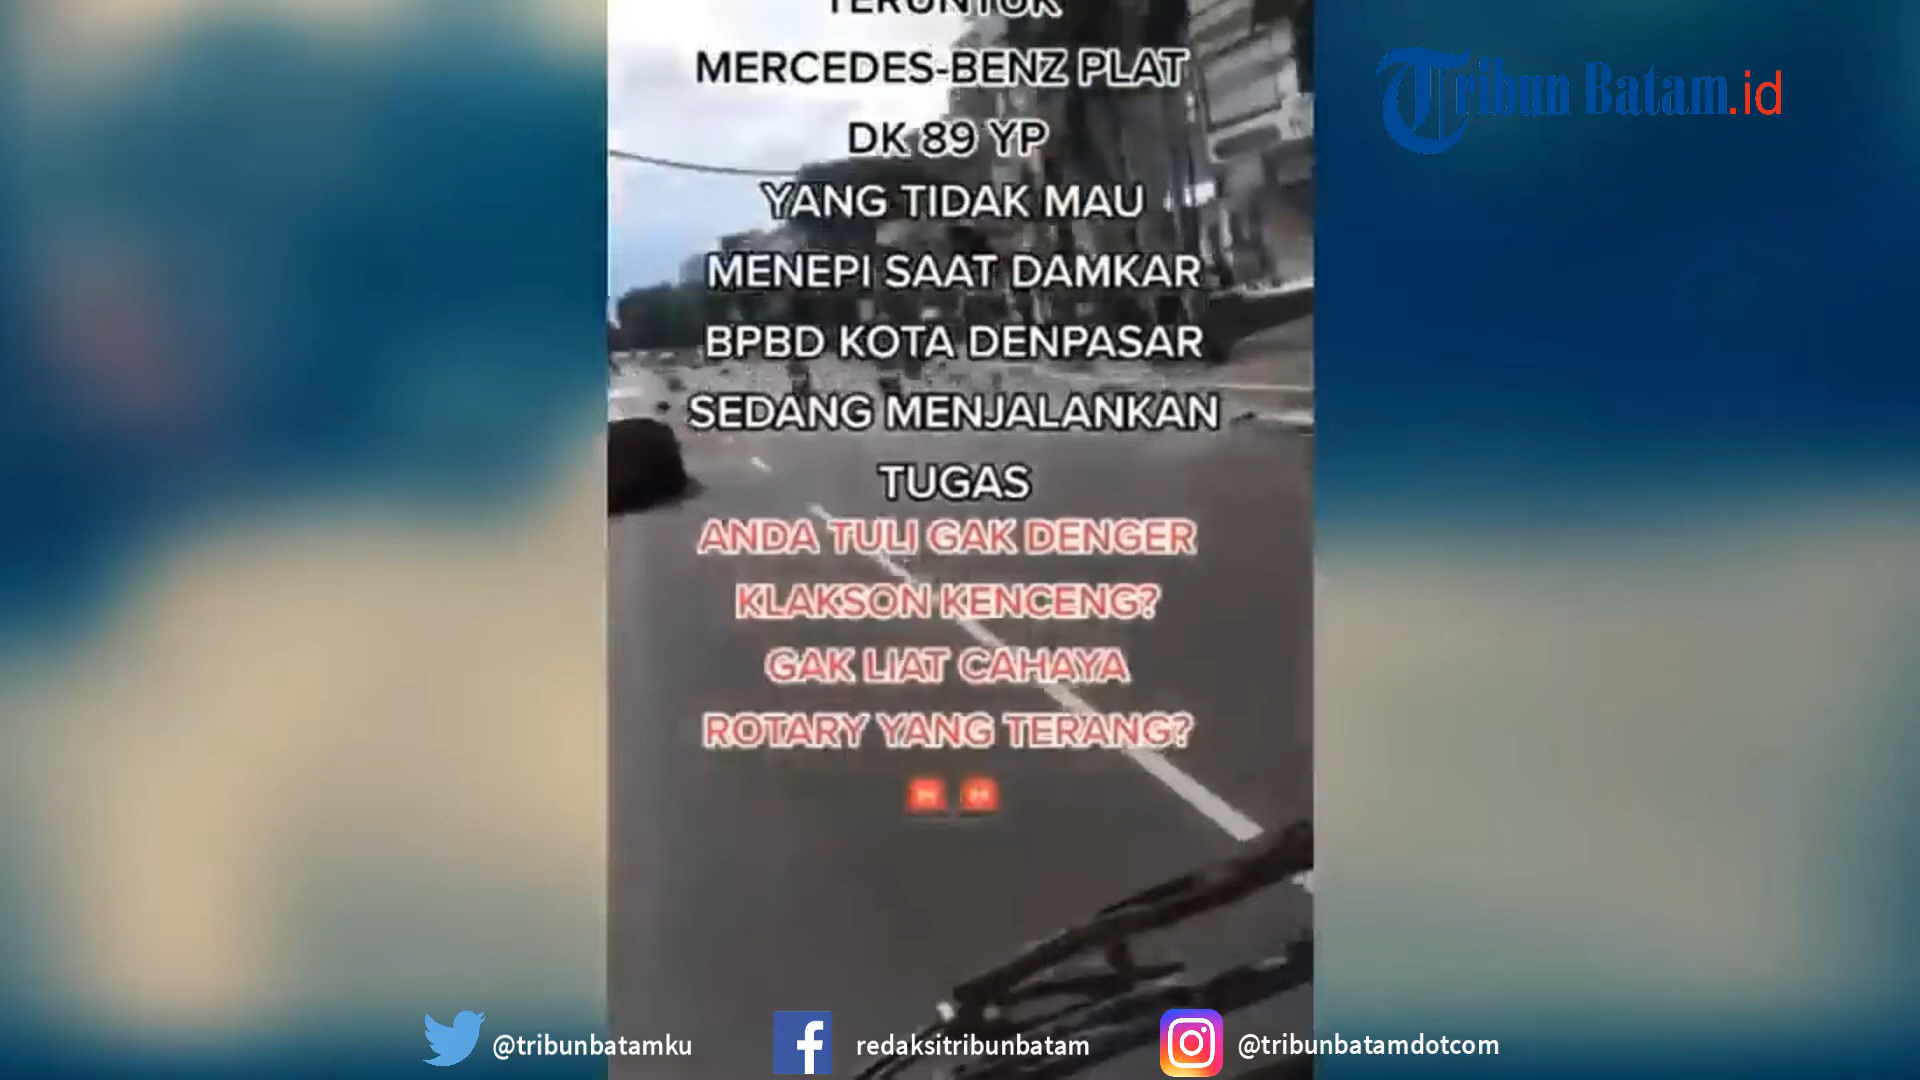 TERUNTUK
MERCEDES-BENZ PLAT
DK 89 YP
YANG TIDAK MAU
MENEPI SAAT DAMKAR
BPBD KOTA DENPASAR
SEDANG MENJALANKAN
TUGAS
ANDA TULI GAK DENGER
KLAKSON KENCENG?
GAK LIAT CAHAYA
ROTARY YANG TERANG?
Tribun Batam.id
@tribunbatamku
redaksitribunbatam
@tribunbatamdotcom